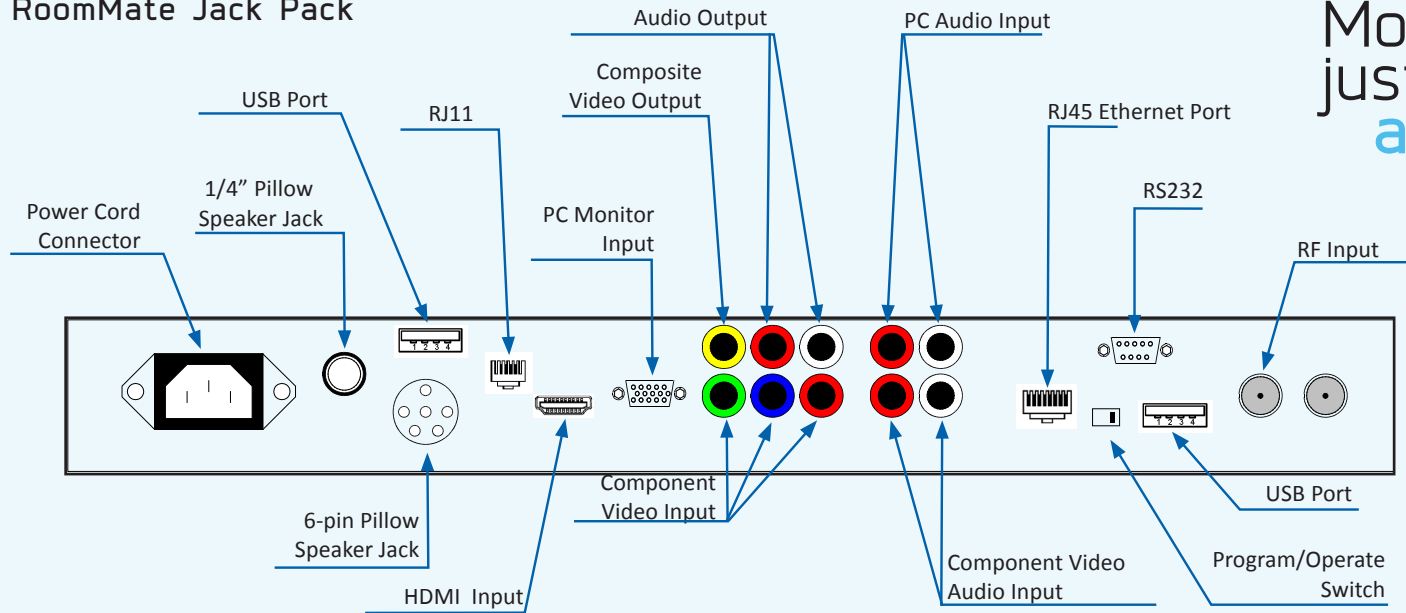 RoomMate Jack Pack
Audio Output
PC Audio Input
Composite
Video Output
USB Port
RJ11
RJ45 Ethernet Port
1/4” Pillow
Speaker Jack
Power Cord
Connector
PC Monitor
Input
RS232
RF Input
1 2 3 4
1 2 3 4
Component
Video Input
USB Port
6-pin Pillow
Speaker Jack
Component Video
Audio Input
Program/Operate
Switch
HDMI Input